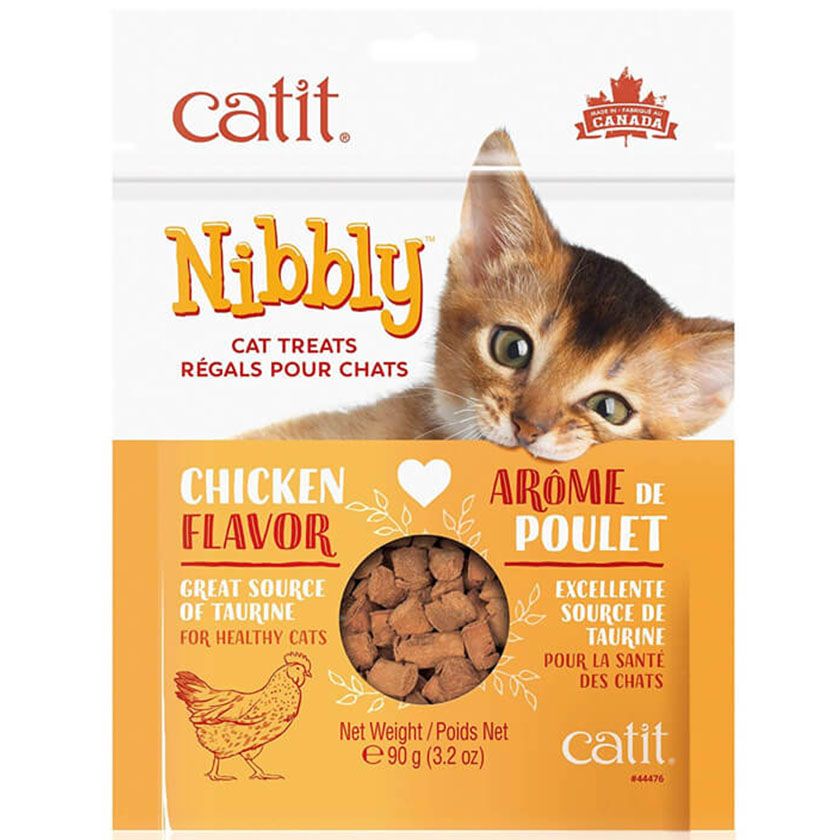 catit®
MADE IN • FABRIQUÉ AU
CANADA
Nibbly™
CAT TREATS
RÉGALS POUR CHATS
CHICKEN
FLAVOR
GREAT SOURCE
OF TAURINE
FOR HEALTHY CATS
ARÔME DE
POULET
EXCELLENTE
SOURCE DE
TAURINE
POUR LA SANTÉ
DES CHATS
Net Weight / Poids Net
℮ 90 g (3.2 oz)
catit®
#44476